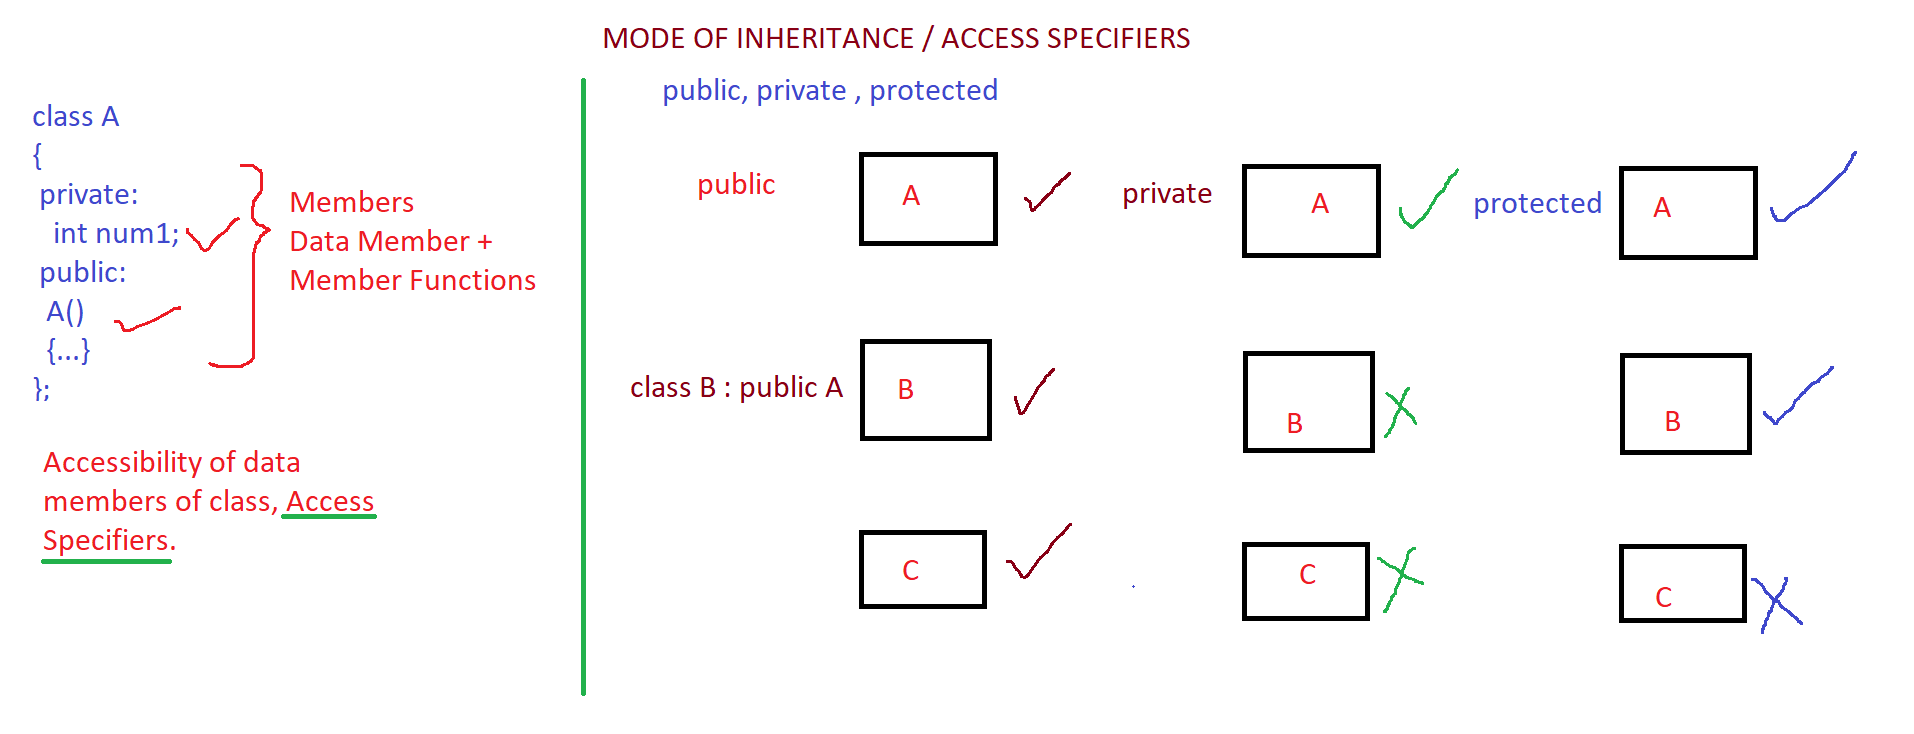 MODE OF INHERITANCE / ACCESS SPECIFIERS
class A
{
private:
int num1;
public:
A()
{...}
};
Members
Data Member +
Member Functions
Accessibility of data
members of class, Access
Specifiers.
public, private , protected
public
A
private
A
protected
A
class B : public A
B
B
B
C
C
C